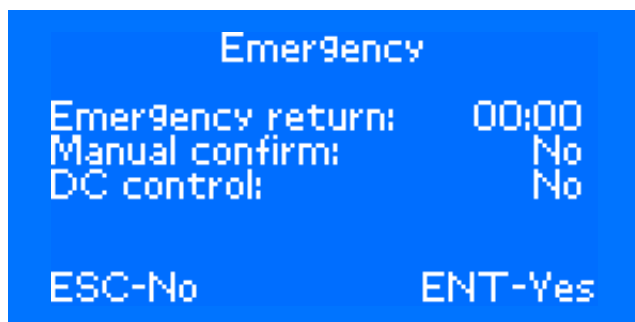 Emergency
Emergency return: 00:00
Manual confirm: No
DC control: No
ESC-No ENT-Yes